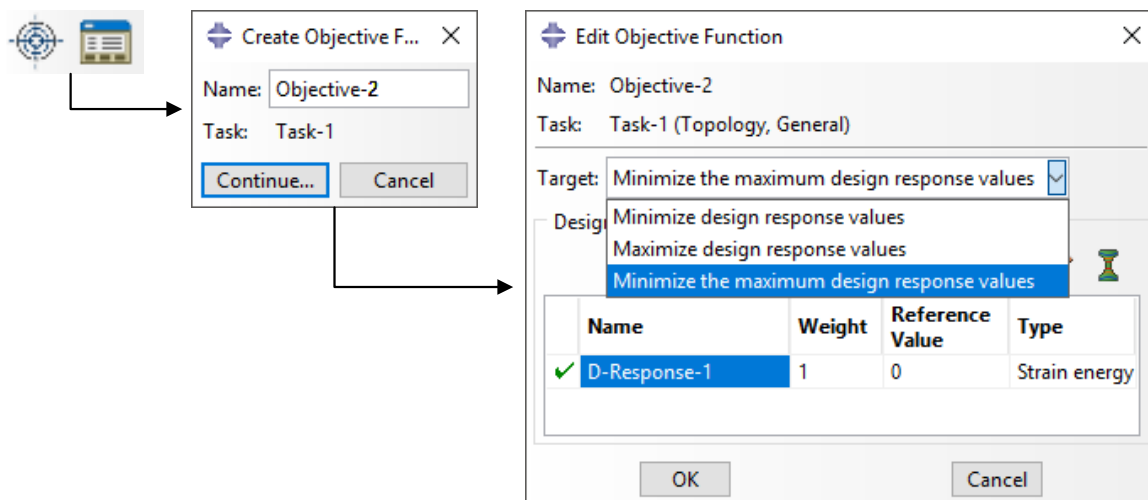 Create Objective F...
Name: Objective-2
Task: Task-1
Continue... Cancel
Edit Objective Function
Name: Objective-2
Task: Task-1 (Topology, General)
Target: Minimize the maximum design response values
Minimize design response values
Desig
Maximize design response values
Minimize the maximum design response values
Name Weight Reference Value Type
D-Response-1 1 0 Strain energy
OK Cancel